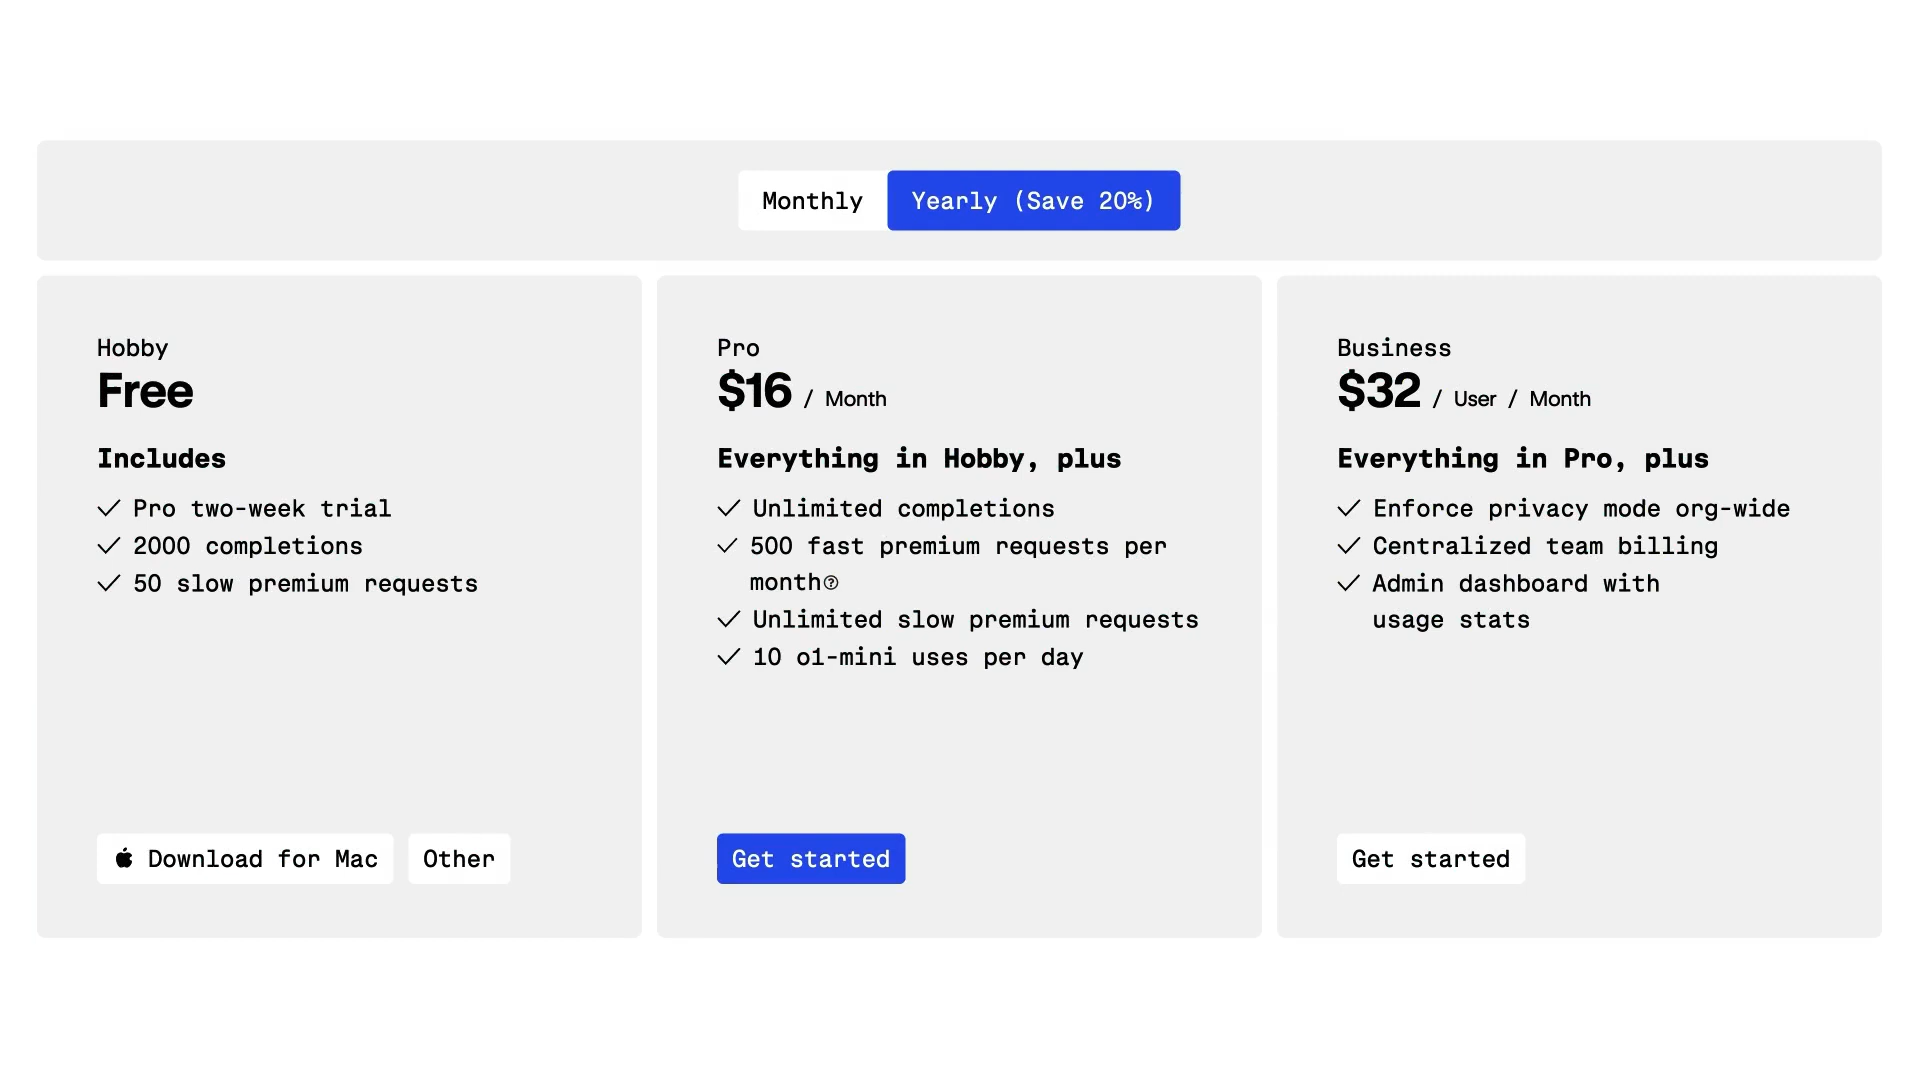 Monthly
Yearly (Save 20%)
Hobby
Free
Includes
Pro two-week trial
2000 completions
50 slow premium requests
Download for Mac
Other
Pro
$16 / Month
Everything in Hobby, plus
Unlimited completions
500 fast premium requests per
month?
Unlimited slow premium requests
10 o1-mini uses per day
Get started
Business
$32 / User / Month
Everything in Pro, plus
Enforce privacy mode org-wide
Centralized team billing
Admin dashboard with
usage stats
Get started